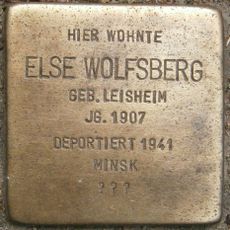 HIER WOHNTE
ELSE WOLFSBERG
GEB. LEISHEIM
JG. 1907
DEPORTIERT 1941
MINSK
? ? ?